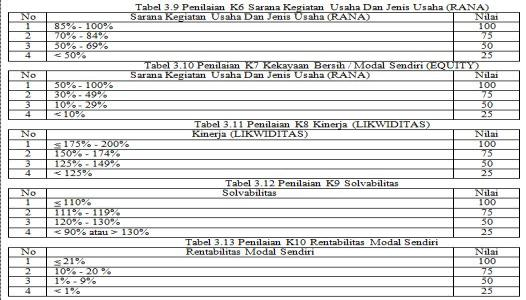 Tabel 3.9 Penilaian K6 Sarana Kegiatan Usaha Dan Jenis Usaha (RANA)
No Sarana Kegiatan Usaha Dan Jenis Usaha (RANA) Nilai
1 85% - 100% 100
2 70% - 84% 75
3 50% - 69% 50
4 < 50% 25
Tabel 3.10 Penilaian K7 Kekayaan Bersih / Modal Sendiri (EQUITY)
No Sarana Kegiatan Usaha Dan Jenis Usaha (RANA) Nilai
1 50% - 100% 100
2 30% - 49% 75
3 10% - 29% 50
4 < 10% 25
Tabel 3.11 Penilaian K8 Kinerja (LIKWIDITAS)
No Kinerja (LIKWIDITAS) Nilai
1 ≤ 175% - 200% 100
2 150% - 174% 75
3 125% - 149% 50
4 < 125% 25
Tabel 3.12 Penilaian K9 Solvabilitas
No Solvabilitas Nilai
1 ≤ 110% 100
2 111% - 119% 75
3 120% - 130% 50
4 < 90% atau > 130% 25
Tabel 3.13 Penilaian K10 Rentabilitas Modal Sendiri
No Rentabilitas Modal Sendiri Nilai
1 ≤ 21% 100
2 10% - 20 % 75
3 1% - 9% 50
4 < 1% 25